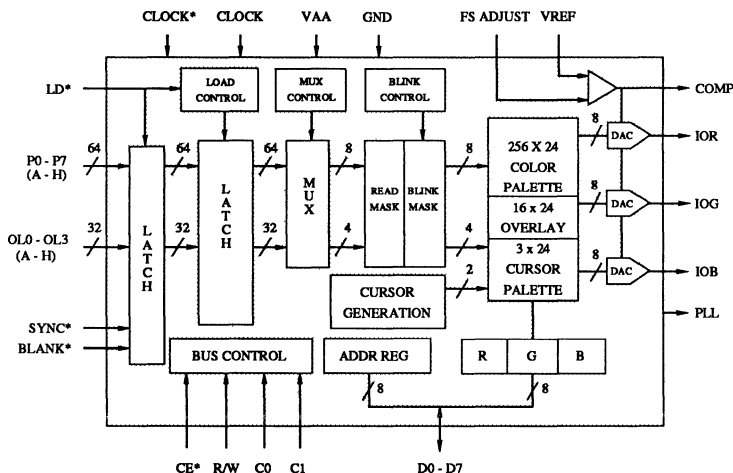 CLOCK* CLOCK VAA GND FS ADJUST VREF
LD*
LOAD
CONTROL
MUX
CONTROL
BLINK
CONTROL
COMP
P0 - P7
(A - H)
64
64
64
8
8
8
DAC
IOR
LATCH
LATCH
MUX
READ
MASK
BLINK
MASK
256 X 24
COLOR
PALETTE
16 x 24
OVERLAY
3 x 24
CURSOR
PALETTE
8
DAC
IOG
OL0 - OL3
(A - H)
32
32
32
4
4
8
DAC
IOB
CURSOR
GENERATION
2
PLL
SYNC*
BLANK*
BUS CONTROL
ADDR REG
R G B
8
8
CE* R/W C0 C1 D0 - D7